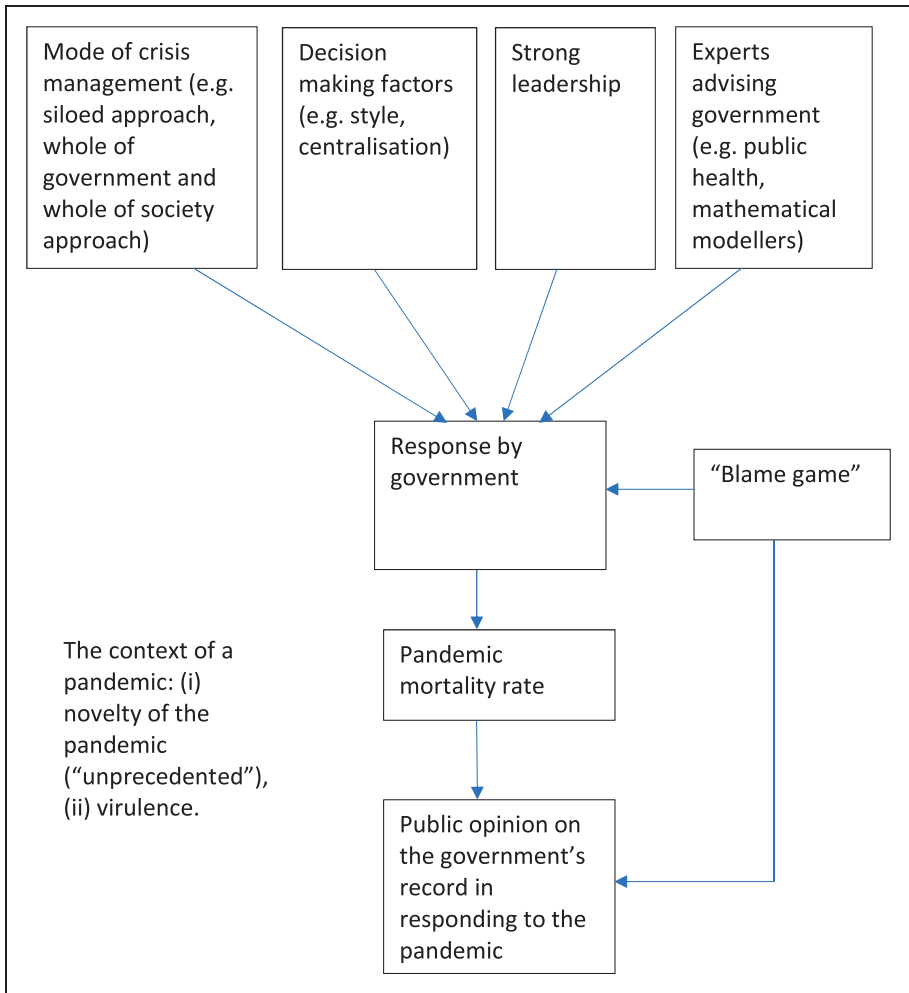 Mode of crisis
management (e.g.
siloed approach,
whole of
government and
whole of society
approach)
Decision
making factors
(e.g. style,
centralisation)
Strong
leadership
Experts
advising
government
(e.g. public
health,
mathematical
modellers)
Response by
government
“Blame game”
The context of a
pandemic: (i)
novelty of the
pandemic
(“unprecedented”),
(ii) virulence.
Pandemic
mortality rate
Public opinion on
the government’s
record in
responding to the
pandemic